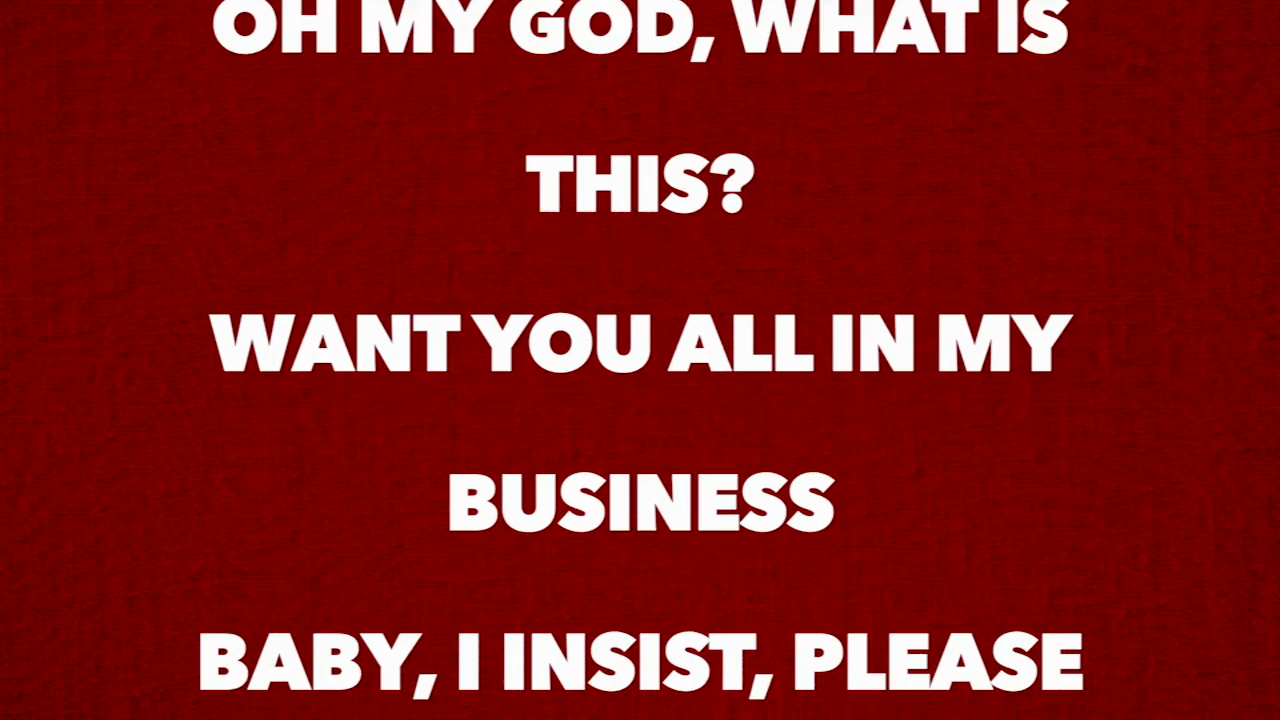 OH MY GOD, WHAT IS
THIS?
WANT YOU ALL IN MY
BUSINESS
BABY, I INSIST, PLEASE